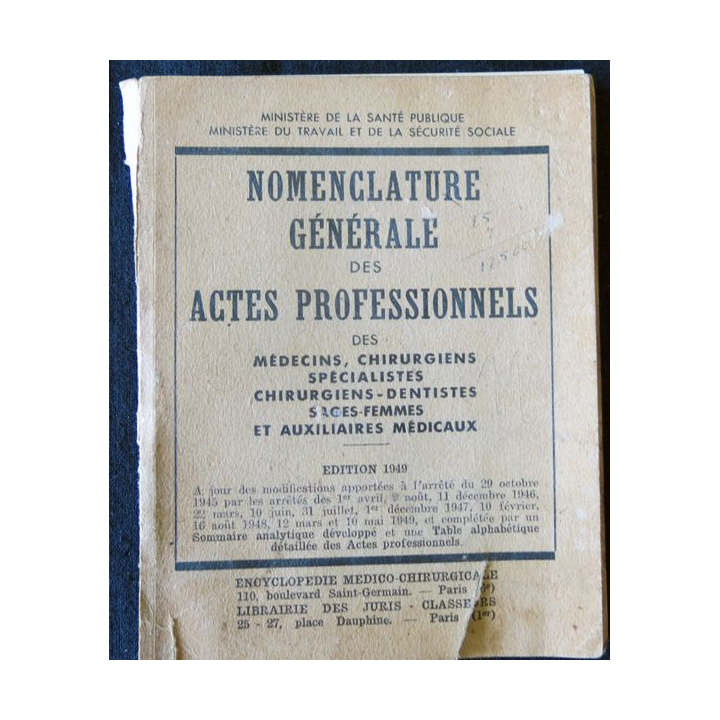 MINISTÈRE DE LA SANTÉ PUBLIQUE
MINISTÈRE DU TRAVAIL ET DE LA SÉCURITÉ SOCIALE
NOMENCLATURE
GÉNÉRALE
DES
ACTES PROFESSIONNELS
DES
MÉDECINS, CHIRURGIENS
SPÉCIALISTES
CHIRURGIENS-DENTISTES
SAGES-FEMMES
ET AUXILIAIRES MÉDICAUX
EDITION 1949
A jour des modifications apportées à l'arrêté du 29 octobre
1945 par les arrêtés des 1er avril, 2 août, 11 décembre 1946,
22 mars, 10 juin, 31 juillet, 1er décembre 1947, 10 février,
16 août 1948, 12 mars et 10 mai 1949, et complétée par un
Sommaire analytique développé et une Table alphabétique
détaillée des Actes professionnels.
ENCYCLOPEDIE MEDICO-CHIRURGICALE
110, boulevard Saint-Germain. — Paris (6e)
LIBRAIRIE DES JURIS - CLASSEURS
25 - 27, place Dauphine. — Paris (1er)